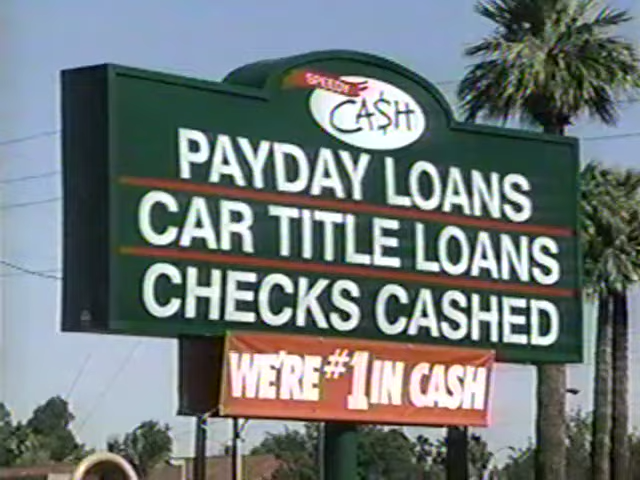 SPEEDY
CA$H
PAYDAY LOANS
CAR TITLE LOANS
CHECKS CASHED
WE'RE #1 IN CASH